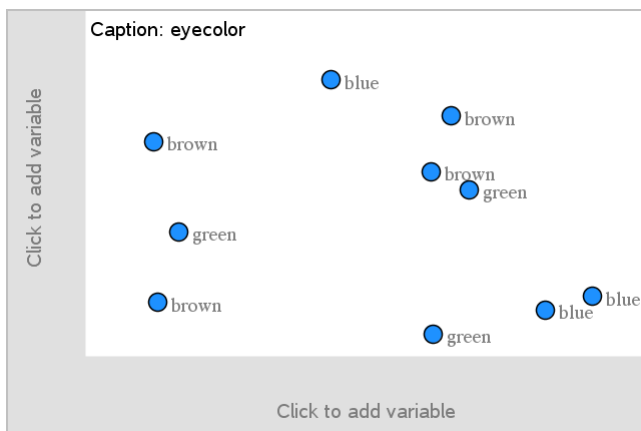 Caption: eyecolor
Click to add variable
blue
brown
brown
brown
green
green
brown
blue
blue
green
Click to add variable